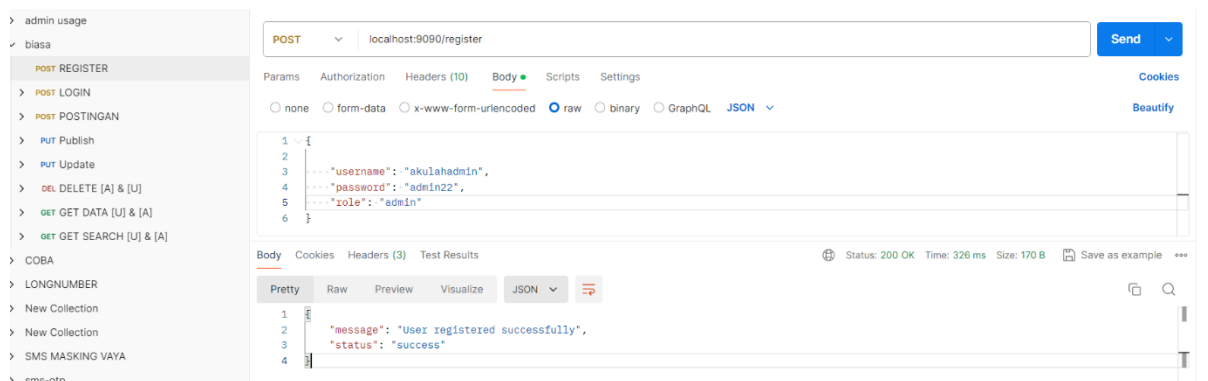 admin usage
biasa
POST REGISTER
POST LOGIN
POST POSTINGAN
PUT Publish
PUT Update
DEL DELETE [A] & [U]
GET GET DATA [U] & [A]
GET GET SEARCH [U] & [A]
COBA
LONGNUMBER
New Collection
New Collection
SMS MASKING VAYA
sms-otp
POST localhost:9090/register Send
Params Authorization Headers (10) Body Scripts Settings Cookies
none form-data x-www-form-urlencoded raw binary GraphQL JSON Beautify
1 {
2
3 "username": "akulahadmin",
4 "password": "admin22",
5 "role": "admin"
6 }
Body Cookies Headers (3) Test Results Status: 200 OK Time: 326 ms Size: 170 B Save as example
Pretty Raw Preview Visualize JSON
1 {
2 "message": "User registered successfully",
3 "status": "success"
4 }